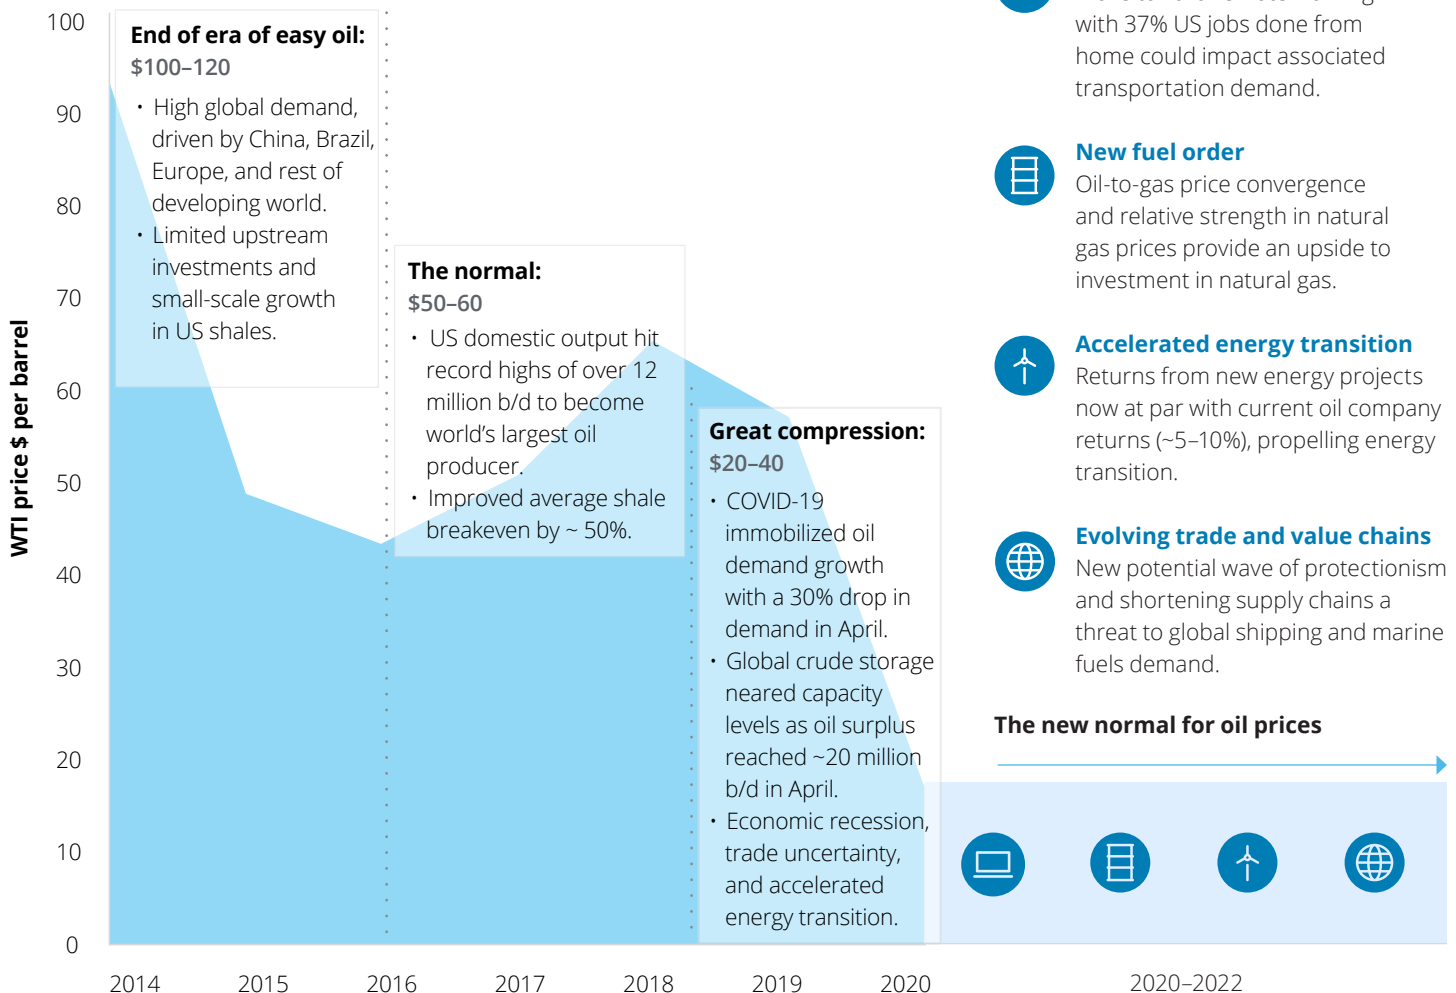 WTI price $ per barrel
100
90
80
70
60
50
40
30
20
10
0
End of era of easy oil:
$100–120
• High global demand,
driven by China, Brazil,
Europe, and rest of
developing world.
• Limited upstream
investments and
small-scale growth
in US shales.
The normal:
$50–60
• US domestic output hit
record highs of over 12
million b/d to become
world’s largest oil
producer.
• Improved average shale
breakeven by ~ 50%.
Great compression:
$20–40
• COVID-19
immobilized oil
demand growth
with a 30% drop in
demand in April.
• Global crude storage
neared capacity
levels as oil surplus
reached ~20 million
b/d in April.
• Economic recession,
trade uncertainty,
and accelerated
energy transition.
2014
2015
2016
2017
2018
2019
2020
with 37% US jobs done from
home could impact associated
transportation demand.
New fuel order
Oil-to-gas price convergence
and relative strength in natural
gas prices provide an upside to
investment in natural gas.
Accelerated energy transition
Returns from new energy projects
now at par with current oil company
returns (~5–10%), propelling energy
transition.
Evolving trade and value chains
New potential wave of protectionism
and shortening supply chains a
threat to global shipping and marine
fuels demand.
The new normal for oil prices
2020–2022